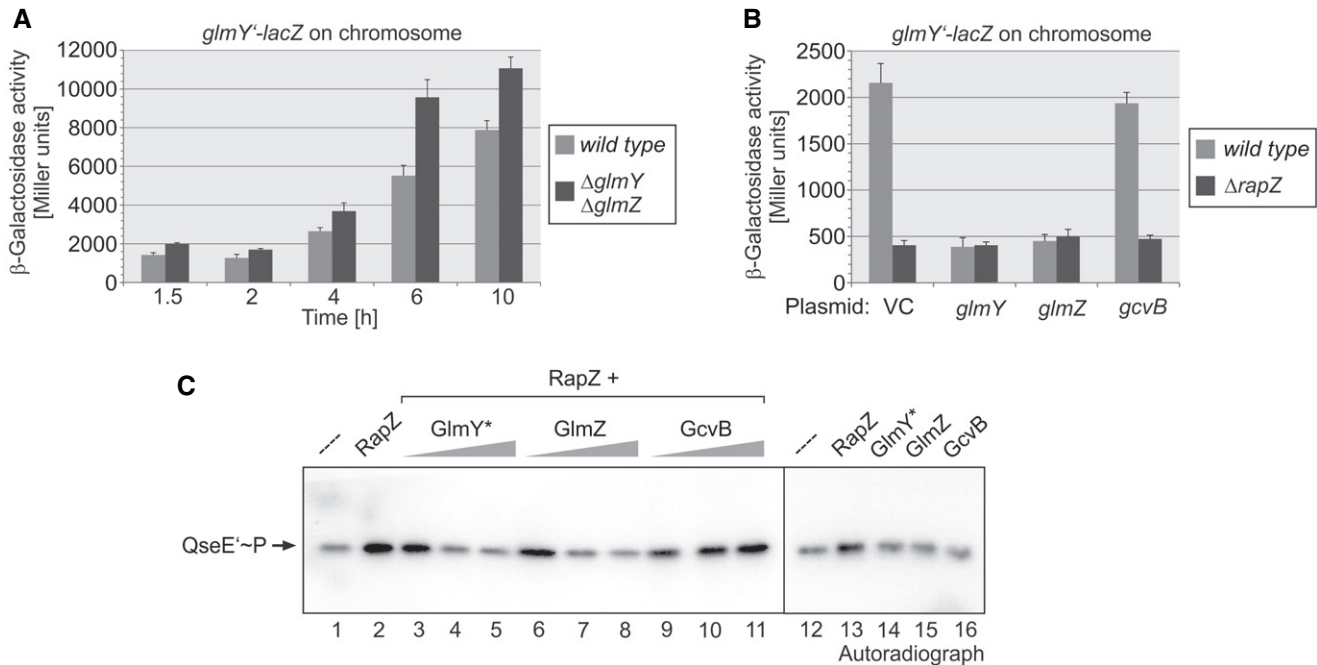 A
glmY‘-lacZ on chromosome
β-Galactosidase activity
[Miller units]
12000
10000
8000
6000
4000
2000
0
1.5 2 4 6 10
Time [h]
wild type
ΔglmY
ΔglmZ
B
glmY‘-lacZ on chromosome
β-Galactosidase activity
[Miller units]
2500
2000
1500
1000
500
0
Plasmid: VC glmY glmZ gcvB
wild type
ΔrapZ
C
RapZ +
---- RapZ GlmY* GlmZ GcvB ---- RapZ GlmY* GlmZ GcvB
QseE‘~P
1 2 3 4 5 6 7 8 9 10 11 12 13 14 15 16
Autoradiograph